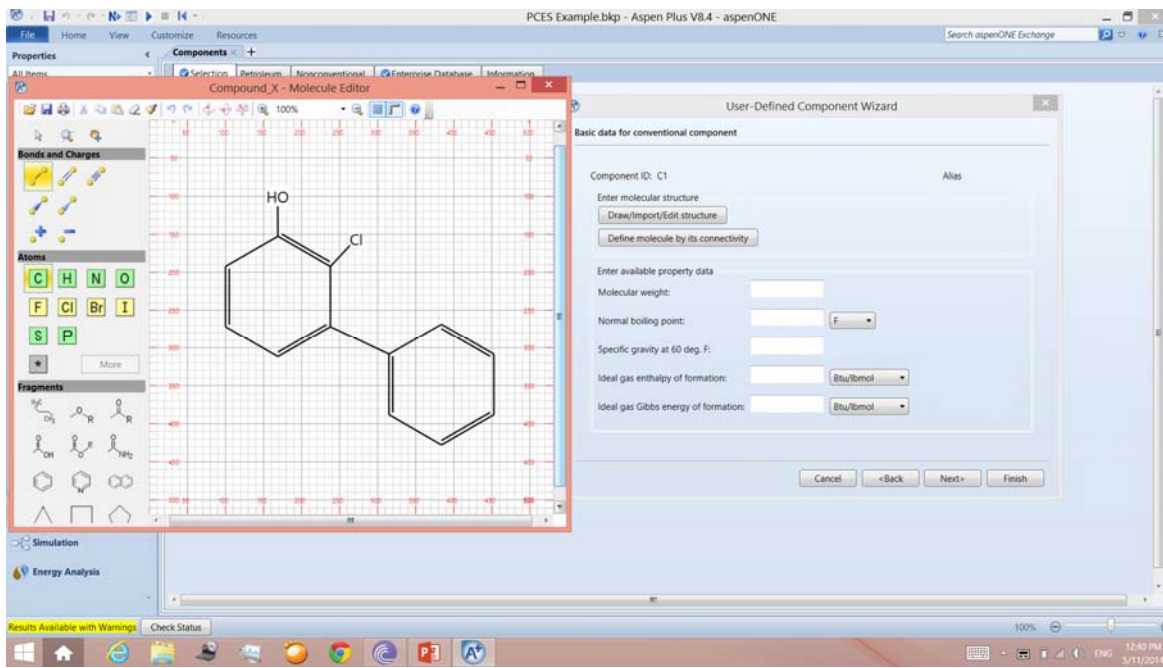 PCES Example.bkp - Aspen Plus V8.4 - aspenONE
File Home View Customize Resources
Search aspenONE Exchange
Properties
Components
All Items
Selection Petroleum Nonconventional Enterprise Database Information
Compound_X - Molecule Editor
100%
Bonds and Charges
Atoms
C H N O
F Cl Br I
S P
* More
Fragments
HO
Cl
User-Defined Component Wizard
Basic data for conventional component
Component ID: C1 Alias
Enter molecular structure
Draw/Import/Edit structure
Define molecule by its connectivity
Enter available property data
Molecular weight:
Normal boiling point: F
Specific gravity at 60 deg. F:
Ideal gas enthalpy of formation: Btu/lbmol
Ideal gas Gibbs energy of formation: Btu/lbmol
Cancel <Back Next> Finish
Simulation
Energy Analysis
Results Available with Warnings Check Status
100%
ENG 12:40 PM